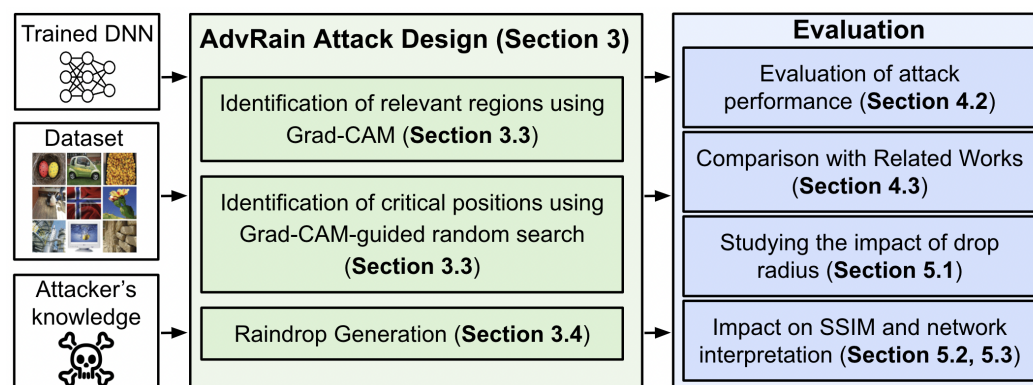 Trained DNN
Dataset
Attacker's
knowledge
AdvRain Attack Design (Section 3)
Identification of relevant regions using
Grad-CAM (Section 3.3)
Identification of critical positions using
Grad-CAM-guided random search
(Section 3.3)
Raindrop Generation (Section 3.4)
Evaluation
Evaluation of attack
performance (Section 4.2)
Comparison with Related Works
(Section 4.3)
Studying the impact of drop
radius (Section 5.1)
Impact on SSIM and network
interpretation (Section 5.2, 5.3)